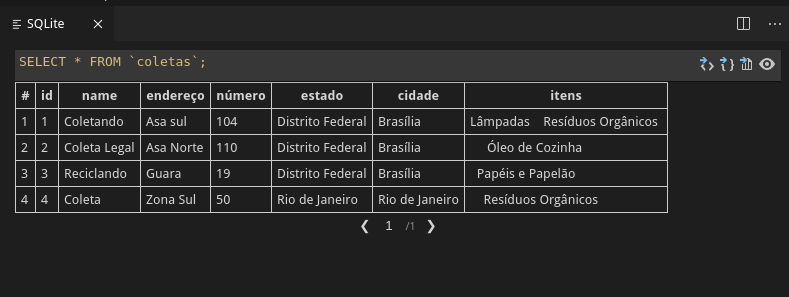 SQLite
SELECT * FROM `coletas`;
# id name endereço número estado cidade itens
1 1 Coletando Asa sul 104 Distrito Federal Brasília Lâmpadas Resíduos Orgânicos
2 2 Coleta Legal Asa Norte 110 Distrito Federal Brasília Óleo de Cozinha
3 3 Reciclando Guara 19 Distrito Federal Brasília Papéis e Papelão
4 4 Coleta Zona Sul 50 Rio de Janeiro Rio de Janeiro Resíduos Orgânicos
1 /1